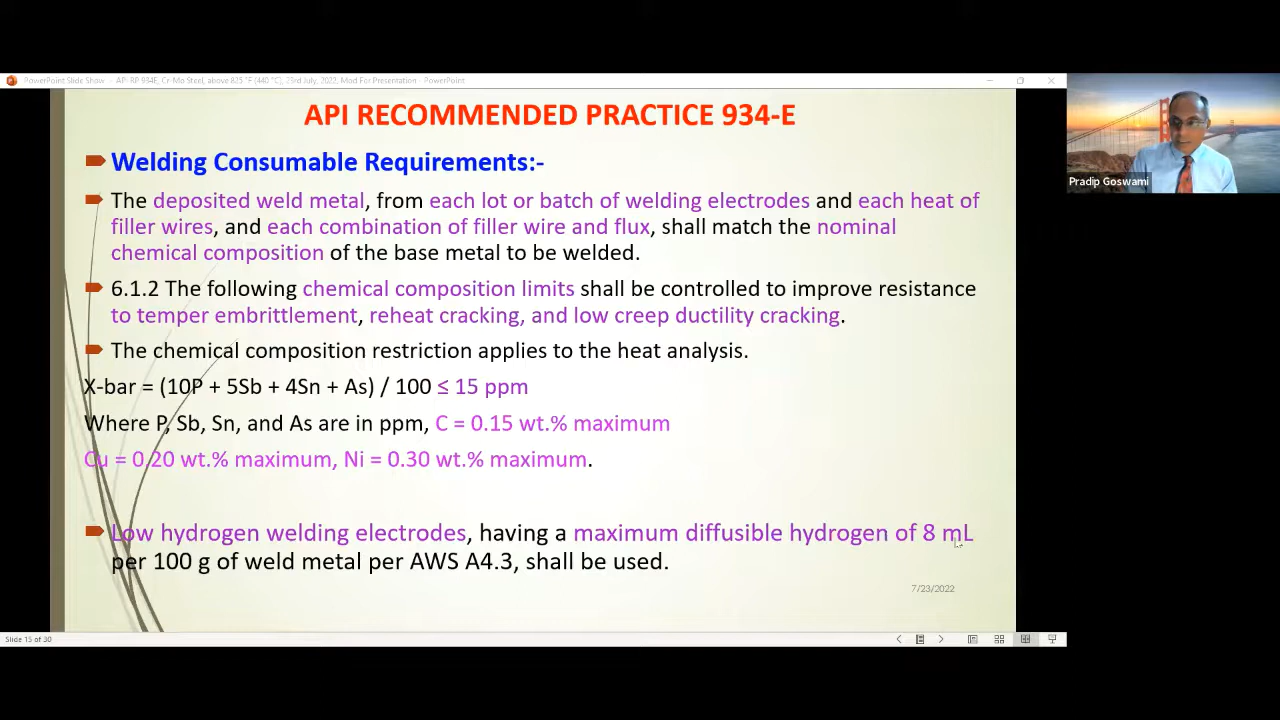 PowerPoint Slide Show - API RP 934E, Cr-Mo Steel, above 825 °F (440 °C), 23rd July, 2022, Mod For Presentation - PowerPoint
API RECOMMENDED PRACTICE 934-E
Welding Consumable Requirements:-
The deposited weld metal, from each lot or batch of welding electrodes and each heat of
filler wires, and each combination of filler wire and flux, shall match the nominal
chemical composition of the base metal to be welded.
6.1.2 The following chemical composition limits shall be controlled to improve resistance
to temper embrittlement, reheat cracking, and low creep ductility cracking.
The chemical composition restriction applies to the heat analysis.
X-bar = (10P + 5Sb + 4Sn + As) / 100 ≤ 15 ppm
Where P, Sb, Sn, and As are in ppm, C = 0.15 wt.% maximum
Cu = 0.20 wt.% maximum, Ni = 0.30 wt.% maximum.
Low hydrogen welding electrodes, having a maximum diffusible hydrogen of 8 mL
per 100 g of weld metal per AWS A4.3, shall be used.
7/23/2022
Slide 15 of 30
Pradip Goswami